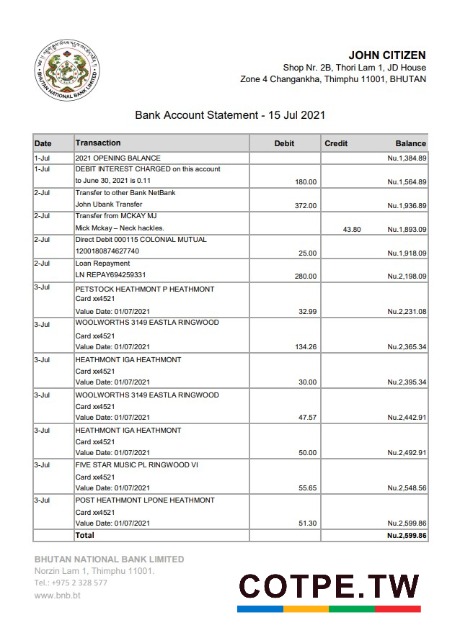 BHUTAN NATIONAL BANK LIMITED
JOHN CITIZEN
Shop Nr. 2B, Thori Lam 1, JD House
Zone 4 Changankha, Thimphu 11001, BHUTAN
Bank Account Statement - 15 Jul 2021
Date Transaction Debit Credit Balance
1-Jul 2021 OPENING BALANCE Nu.1,384.89
1-Jul DEBIT INTEREST CHARGED on this account
to June 30, 2021 is 0.11 180.00 Nu.1,564.89
2-Jul Transfer to other Bank NetBank
John Ubank Transfer 372.00 Nu.1,936.89
2-Jul Transfer from MCKAY MJ
Mick Mckay – Neck hackles. 43.80 Nu.1,893.09
2-Jul Direct Debit 000115 COLONIAL MUTUAL
1200180874627740 25.00 Nu.1,918.09
2-Jul Loan Repayment
LN REPAY694259331 280.00 Nu.2,198.09
3-Jul PETSTOCK HEATHMONT P HEATHMONT
Card xx4521
Value Date: 01/07/2021 32.99 Nu.2,231.08
3-Jul WOOLWORTHS 3149 EASTLA RINGWOOD
Card xx4521
Value Date: 01/07/2021 134.26 Nu.2,365.34
3-Jul HEATHMONT IGA HEATHMONT
Card xx4521
Value Date: 01/07/2021 30.00 Nu.2,395.34
3-Jul WOOLWORTHS 3149 EASTLA RINGWOOD
Card xx4521
Value Date: 01/07/2021 47.57 Nu.2,442.91
3-Jul HEATHMONT IGA HEATHMONT
Card xx4521
Value Date: 01/07/2021 50.00 Nu.2,492.91
3-Jul FIVE STAR MUSIC PL RINGWOOD VI
Card xx4521
Value Date: 01/07/2021 55.65 Nu.2,548.56
3-Jul POST HEATHMONT LPONE HEATHMONT
Card xx4521
Value Date: 01/07/2021 51.30 Nu.2,599.86
Total Nu.2,599.86
BHUTAN NATIONAL BANK LIMITED
Norzin Lam 1, Thimphu 11001.
Tel.: +975 2 328 577
www.bnb.bt
COTPE.TW